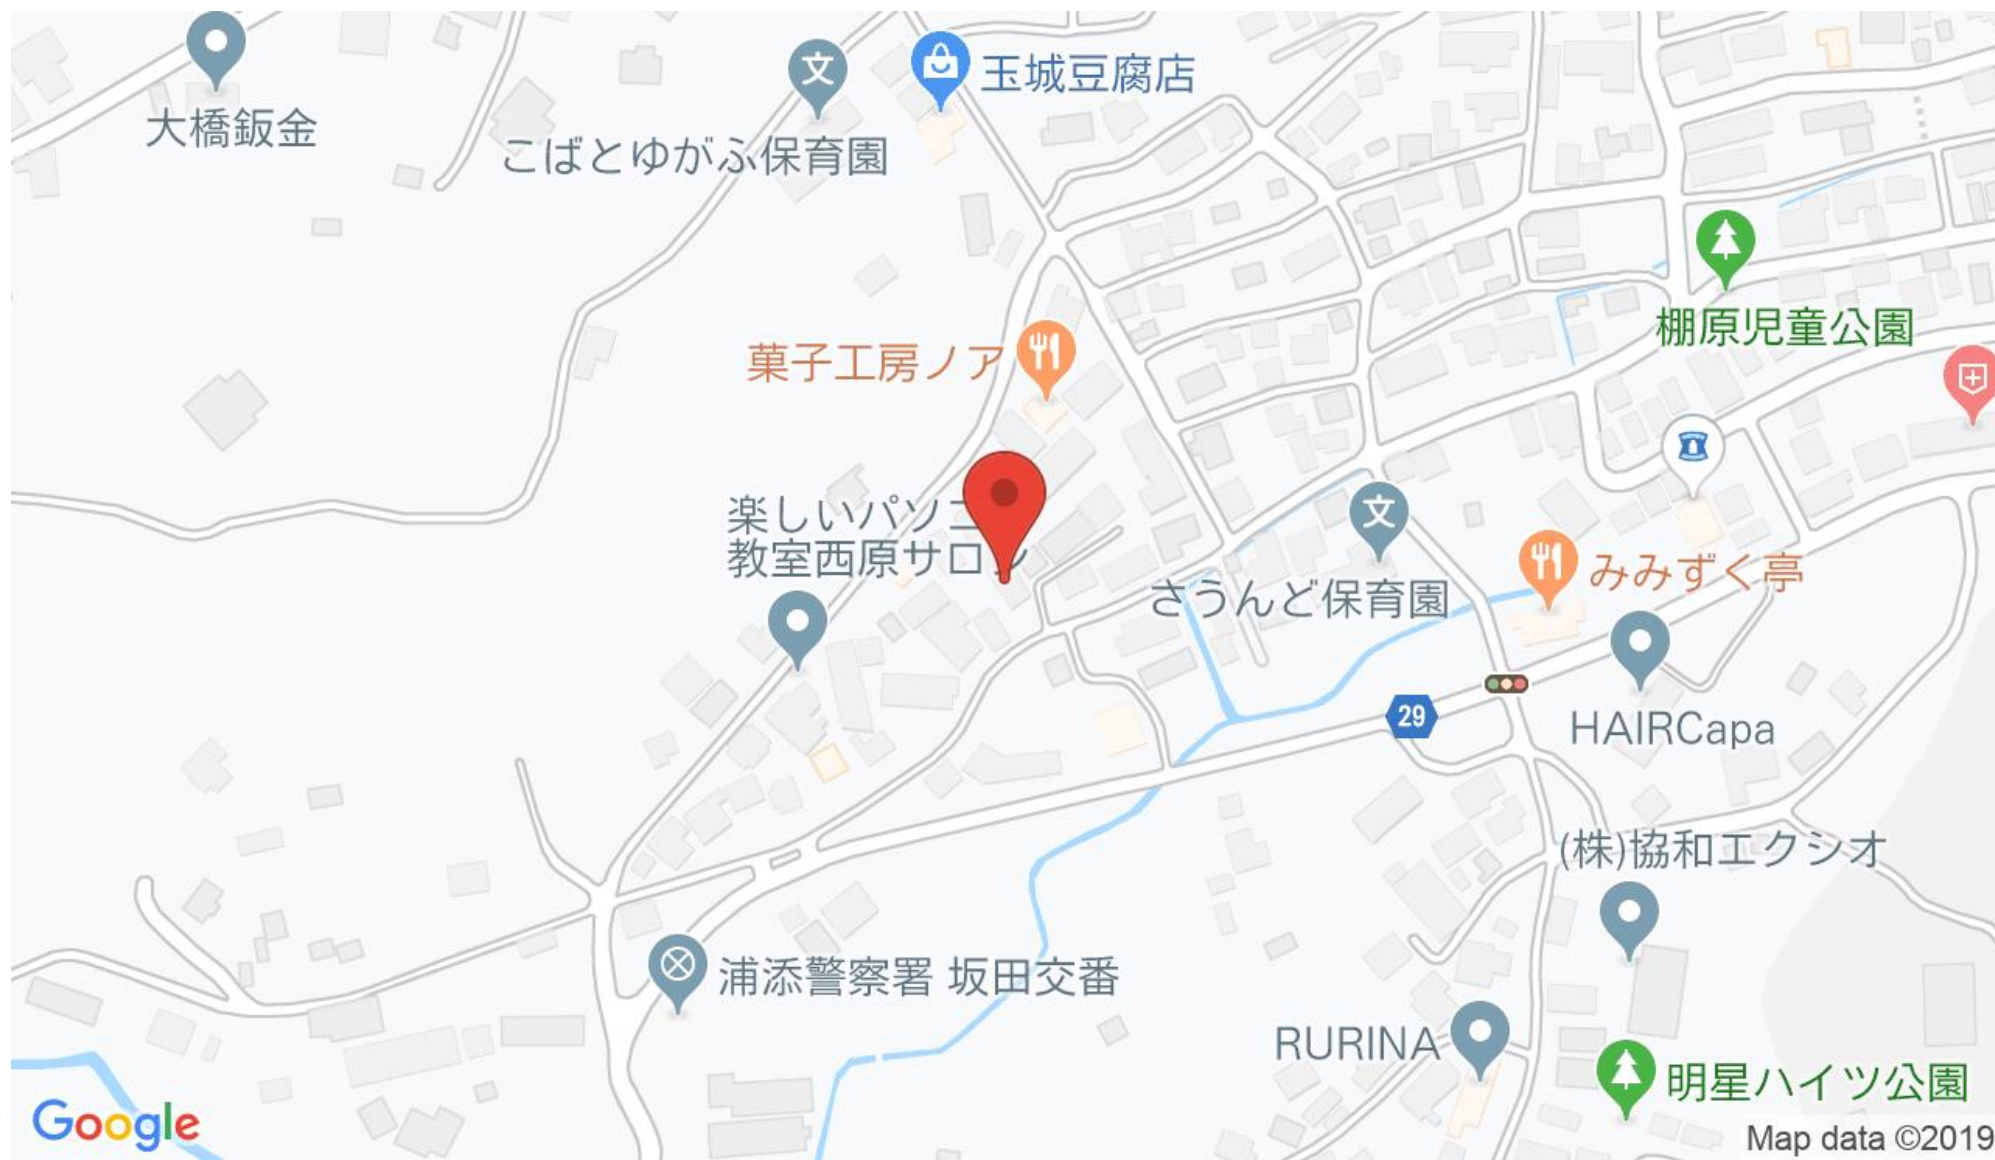 大橋鈑金
文
玉城豆腐店
こばとゆがふ保育園
棚原児童公園
菓子工房ノア
楽しいパソコ
教室西原サロン
文
さうんど保育園
みみずく亭
29
HAIRCapa
(株)協和エクシオ
浦添警察署 坂田交番
RURINA
明星ハイツ公園
Google
Map data ©2019